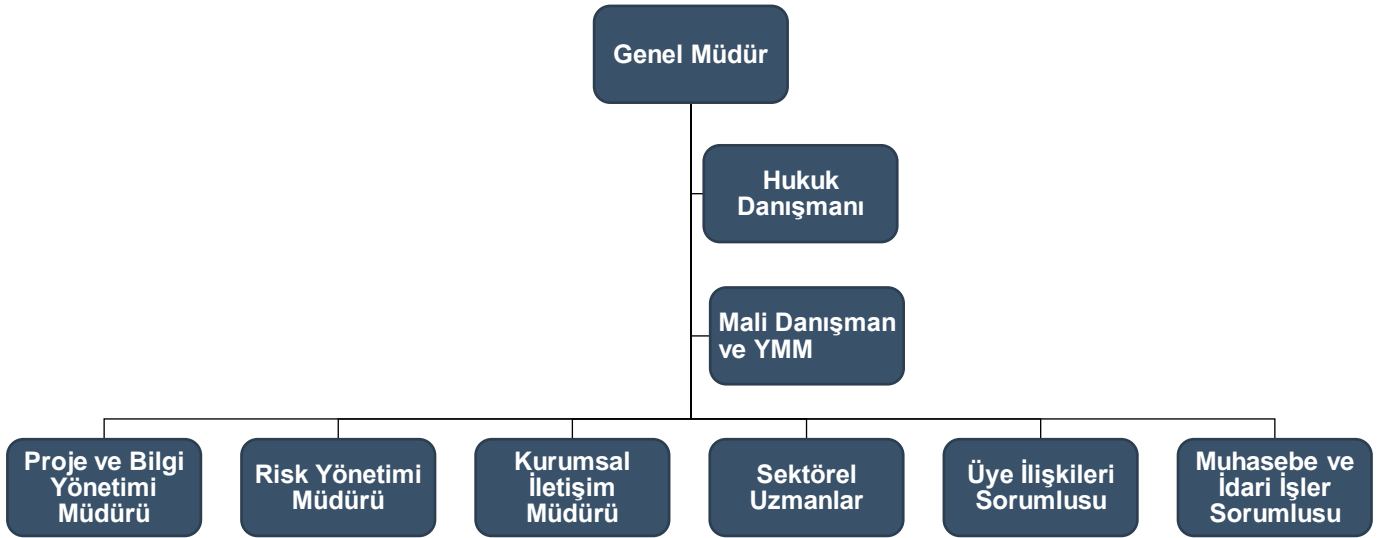 Genel Müdür
Hukuk
Danışmanı
Mali Danışman
ve YMM
Proje ve Bilgi
Yönetimi
Müdürü
Risk Yönetimi
Müdürü
Kurumsal
İletişim
Müdürü
Sektörel
Uzmanlar
Üye İlişkileri
Sorumlusu
Muhasebe ve
İdari İşler
Sorumlusu